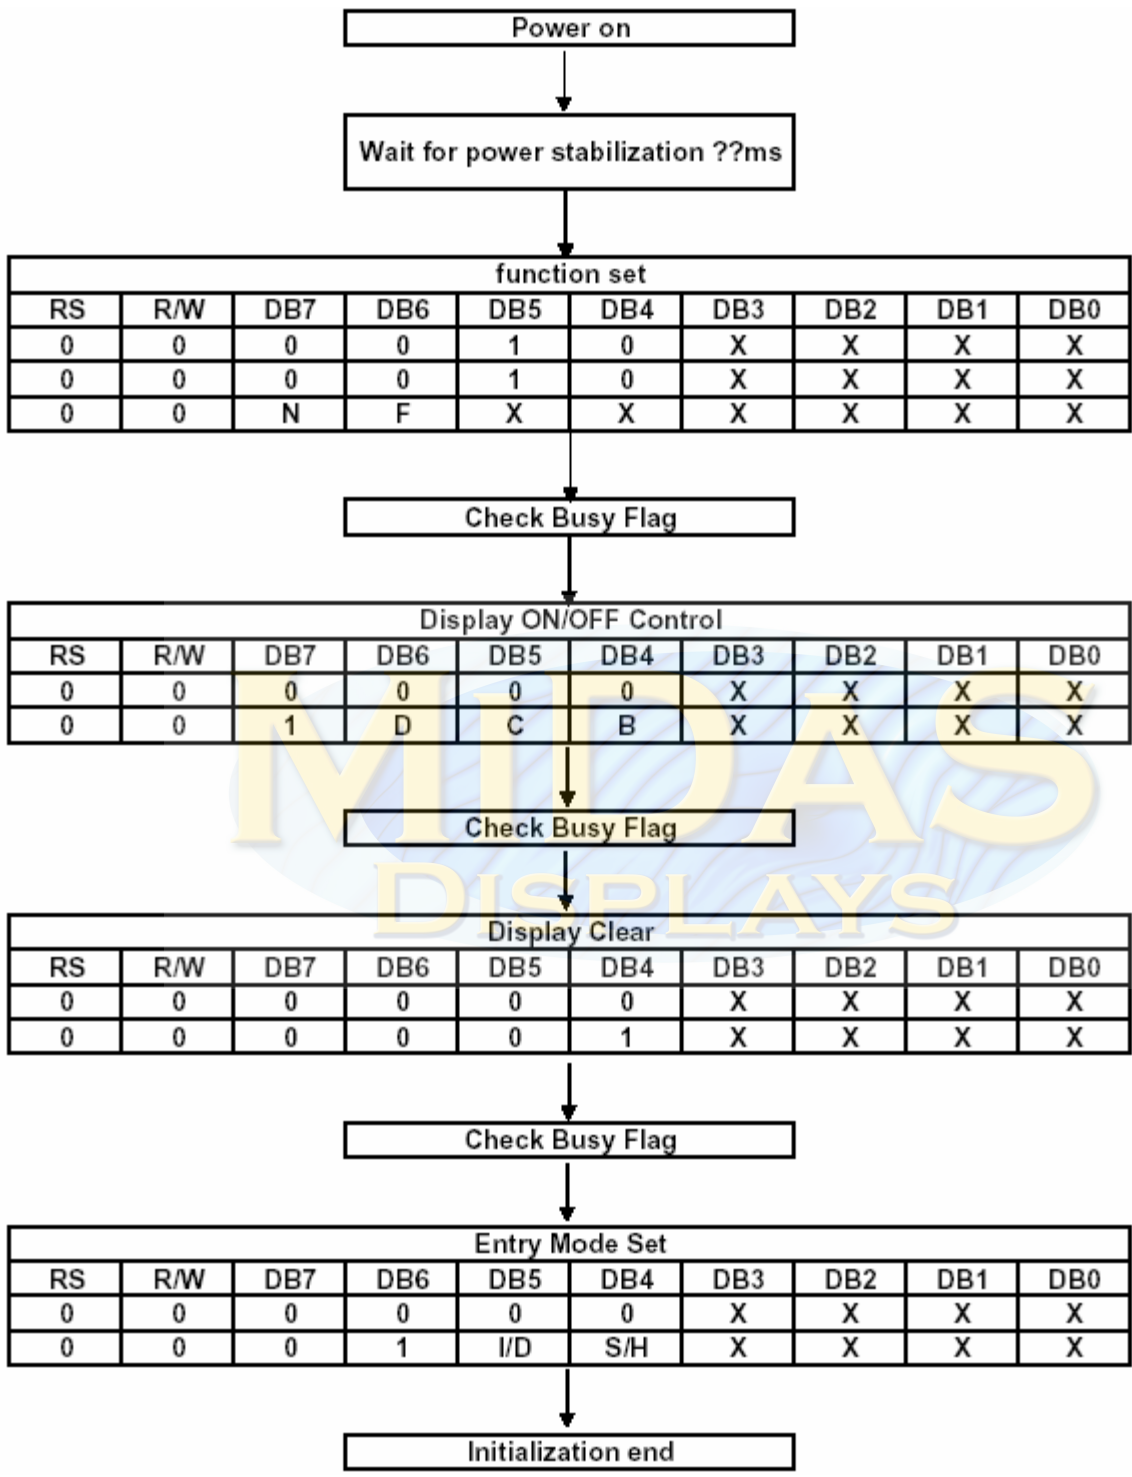 Power on
Wait for power stabilization ??ms
function set
RS R/W DB7 DB6 DB5 DB4 DB3 DB2 DB1 DB0
0 0 0 0 1 0 X X X X
0 0 0 0 1 0 X X X X
0 0 N F X X X X X X
Check Busy Flag
Display ON/OFF Control
RS R/W DB7 DB6 DB5 DB4 DB3 DB2 DB1 DB0
0 0 0 0 0 0 X X X X
0 0 1 D C B X X X X
MIDAS
Check Busy Flag
DISPLAYS
Display Clear
RS R/W DB7 DB6 DB5 DB4 DB3 DB2 DB1 DB0
0 0 0 0 0 0 X X X X
0 0 0 0 0 1 X X X X
Check Busy Flag
Entry Mode Set
RS R/W DB7 DB6 DB5 DB4 DB3 DB2 DB1 DB0
0 0 0 0 0 0 X X X X
0 0 0 1 I/D S/H X X X X
Initialization end